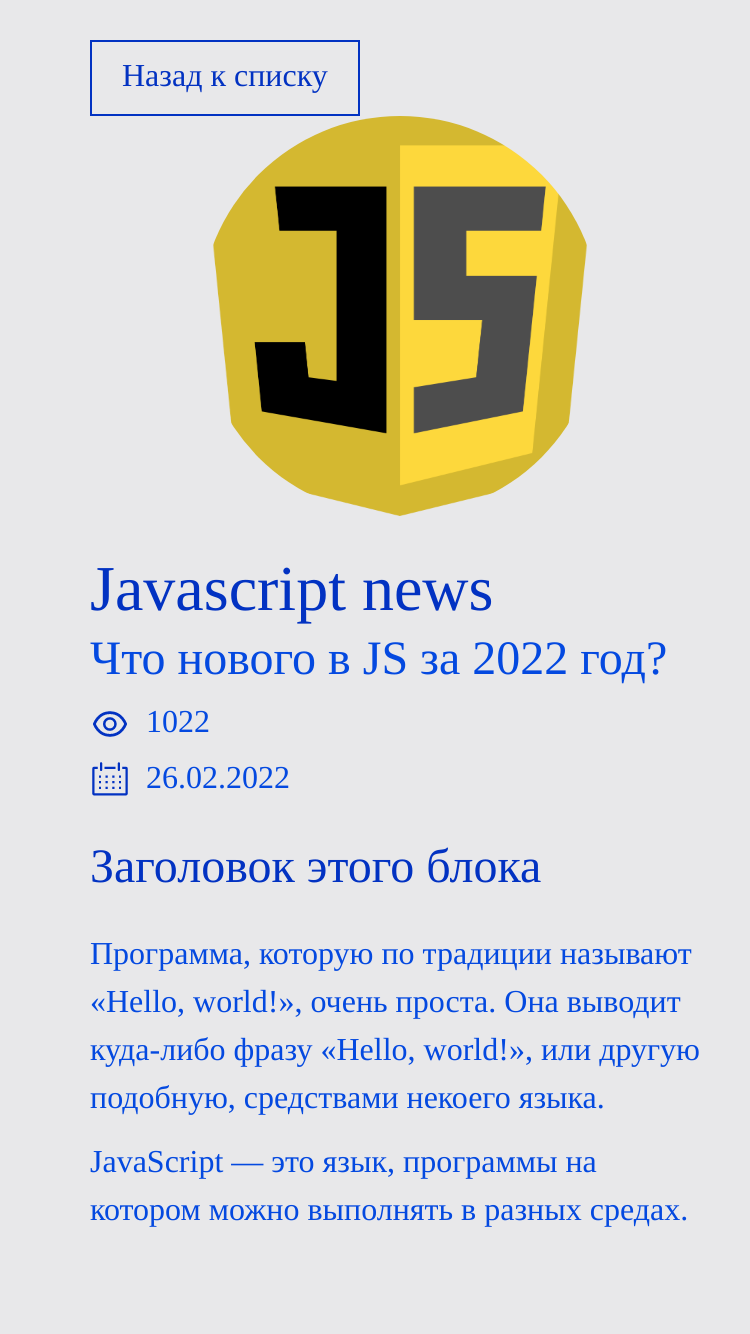 Назад к списку
JS
Javascript news
Что нового в JS за 2022 год?
1022
26.02.2022
Заголовок этого блока
Программа, которую по традиции называют
«Hello, world!», очень проста. Она выводит
куда-либо фразу «Hello, world!», или другую
подобную, средствами некоего языка.
JavaScript — это язык, программы на
котором можно выполнять в разных средах.